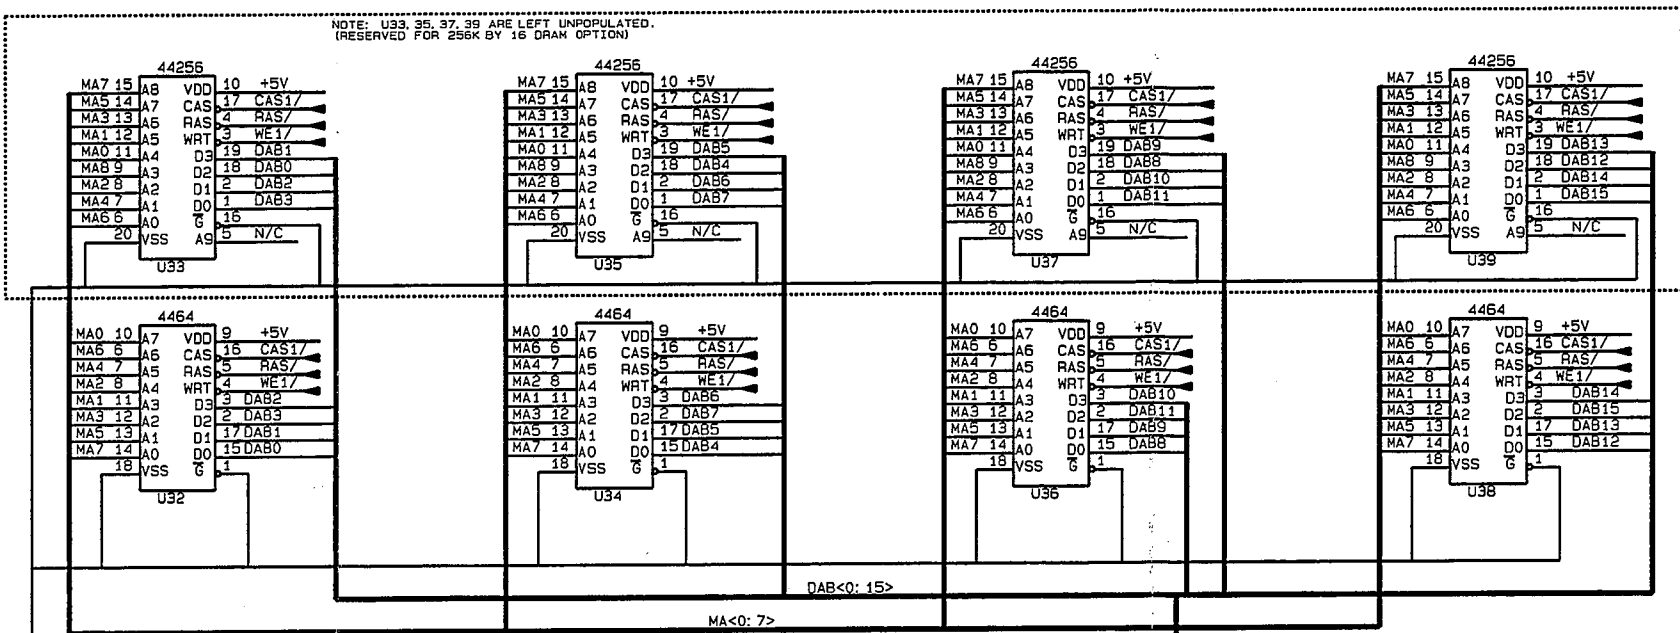 NOTE: U33, 35, 37, 39 ARE LEFT UNPOPULATED.
(RESERVED FOR 256K BY 16 DRAM OPTION)
44256
MA7 15 A8 VDD 10 +5V
MA5 14 A7 CAS 17 CAS1/
MA3 13 A6 RAS 4 RAS/
MA1 12 A5 WRT 3 WE1/
MA0 11 A4 D3 19 DAB1
MA8 9 A3 D2 18 DAB0
MA2 8 A2 D1 2 DAB2
MA4 7 A1 D0 1 DAB3
MA6 6 A0 G 16
20 VSS A9 5 N/C
U33
44256
MA7 15 A8 VDD 10 +5V
MA5 14 A7 CAS 17 CAS1/
MA3 13 A6 RAS 4 RAS/
MA1 12 A5 WRT 3 WE1/
MA0 11 A4 D3 19 DAB5
MA8 9 A3 D2 18 DAB4
MA2 8 A2 D1 2 DAB6
MA4 7 A1 D0 1 DAB7
MA6 6 A0 G 16
20 VSS A9 5 N/C
U35
44256
MA7 15 A8 VDD 10 +5V
MA5 14 A7 CAS 17 CAS1/
MA3 13 A6 RAS 4 RAS/
MA1 12 A5 WRT 3 WE1/
MA0 11 A4 D3 19 DAB9
MA8 9 A3 D2 18 DAB8
MA2 8 A2 D1 2 DAB10
MA4 7 A1 D0 1 DAB11
MA6 6 A0 G 16
20 VSS A9 5 N/C
U37
44256
MA7 15 A8 VDD 10 +5V
MA5 14 A7 CAS 17 CAS1/
MA3 13 A6 RAS 4 RAS/
MA1 12 A5 WRT 3 WE1/
MA0 11 A4 D3 19 DAB13
MA8 9 A3 D2 18 DAB12
MA2 8 A2 D1 2 DAB14
MA4 7 A1 D0 1 DAB15
MA6 6 A0 G 16
20 VSS A9 5 N/C
U39
4464
MA0 10 A7 VDD 9 +5V
MA6 6 A6 CAS 16 CAS1/
MA4 7 A5 RAS 5 RAS/
MA2 8 A4 WRT 4 WE1/
MA1 11 A3 D3 3 DAB2
MA3 12 A2 D2 2 DAB3
MA5 13 A1 D1 17 DAB1
MA7 14 A0 D0 15 DAB0
18 VSS G 1
U32
4464
MA0 10 A7 VDD 9 +5V
MA6 6 A6 CAS 16 CAS1/
MA4 7 A5 RAS 5 RAS/
MA2 8 A4 WRT 4 WE1/
MA1 11 A3 D3 3 DAB6
MA3 12 A2 D2 2 DAB7
MA5 13 A1 D1 17 DAB5
MA7 14 A0 D0 15 DAB4
18 VSS G 1
U34
4464
MA0 10 A7 VDD 9 +5V
MA6 6 A6 CAS 16 CAS1/
MA4 7 A5 RAS 5 RAS/
MA2 8 A4 WRT 4 WE1/
MA1 11 A3 D3 3 DAB10
MA3 12 A2 D2 2 DAB11
MA5 13 A1 D1 17 DAB9
MA7 14 A0 D0 15 DAB8
18 VSS G 1
U36
4464
MA0 10 A7 VDD 9 +5V
MA6 6 A6 CAS 16 CAS1/
MA4 7 A5 RAS 5 RAS/
MA2 8 A4 WRT 4 WE1/
MA1 11 A3 D3 3 DAB14
MA3 12 A2 D2 2 DAB15
MA5 13 A1 D1 17 DAB13
MA7 14 A0 D0 15 DAB12
18 VSS G 1
U38
DAB<0: 15>
MA<0: 7>